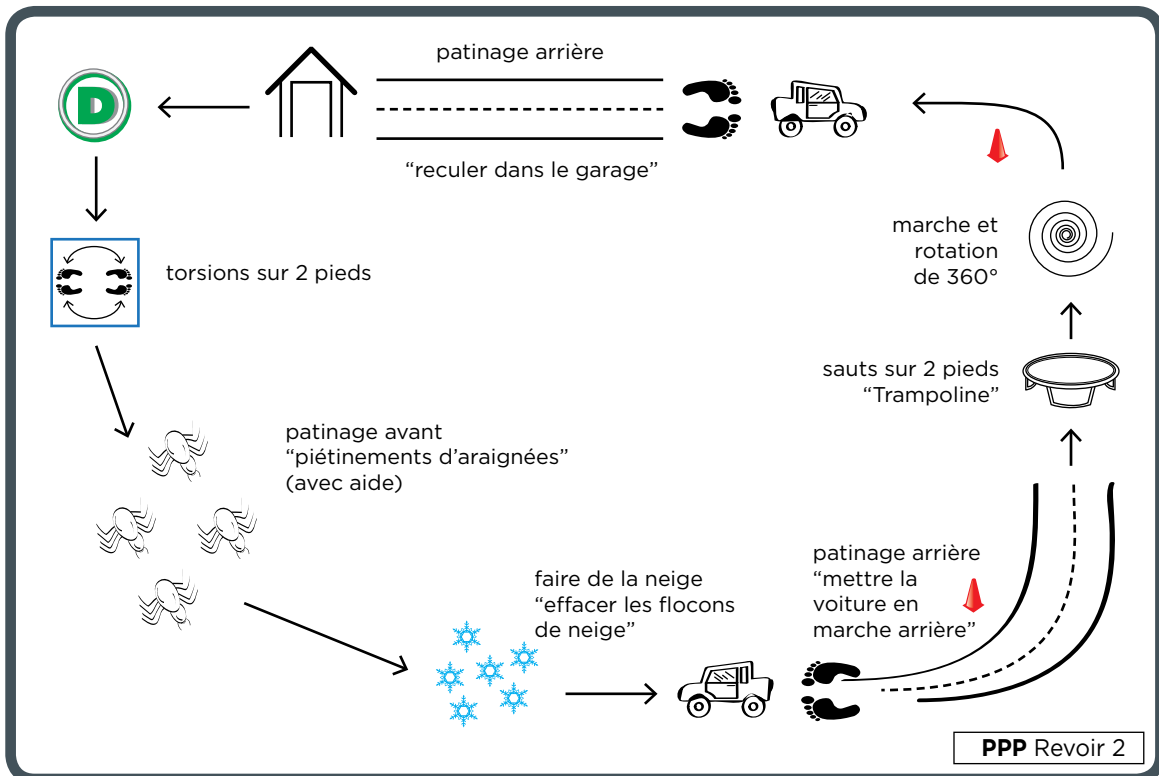 patinage arrière
D
“reculer dans le garage”
torsions sur 2 pieds
marche et
rotation
de 360°
sauts sur 2 pieds
“Trampoline”
patinage avant
“piétinements d’araignées”
(avec aide)
faire de la neige
“effacer les flocons
de neige”
patinage arrière
“mettre la
voiture en
marche arrière”
PPP Revoir 2